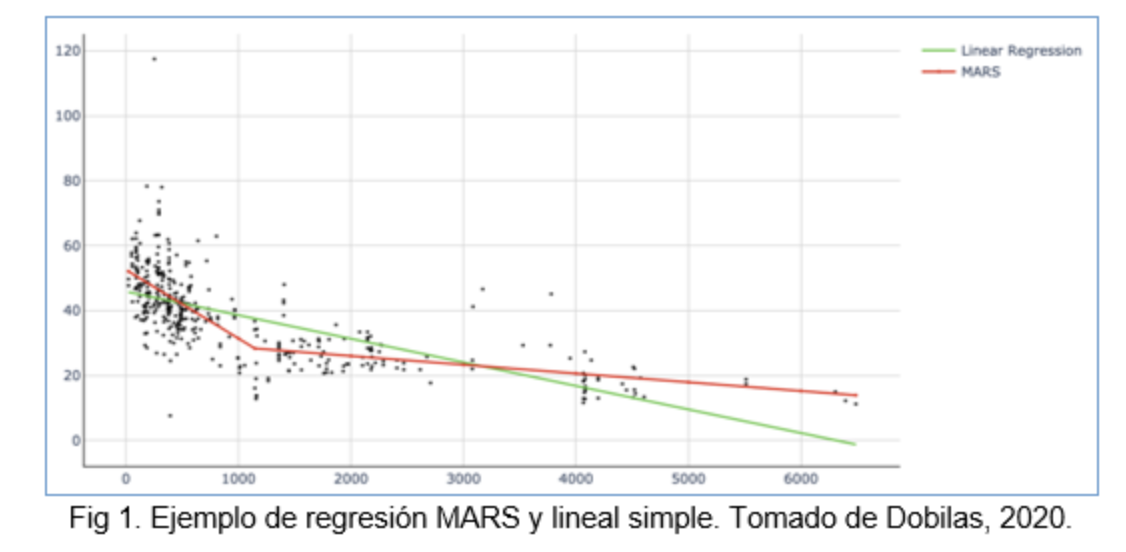 120
100
80
60
40
20
0
0 1000 2000 3000 4000 5000 6000
Linear Regression
MARS
Fig 1. Ejemplo de regresión MARS y lineal simple. Tomado de Dobilas, 2020.